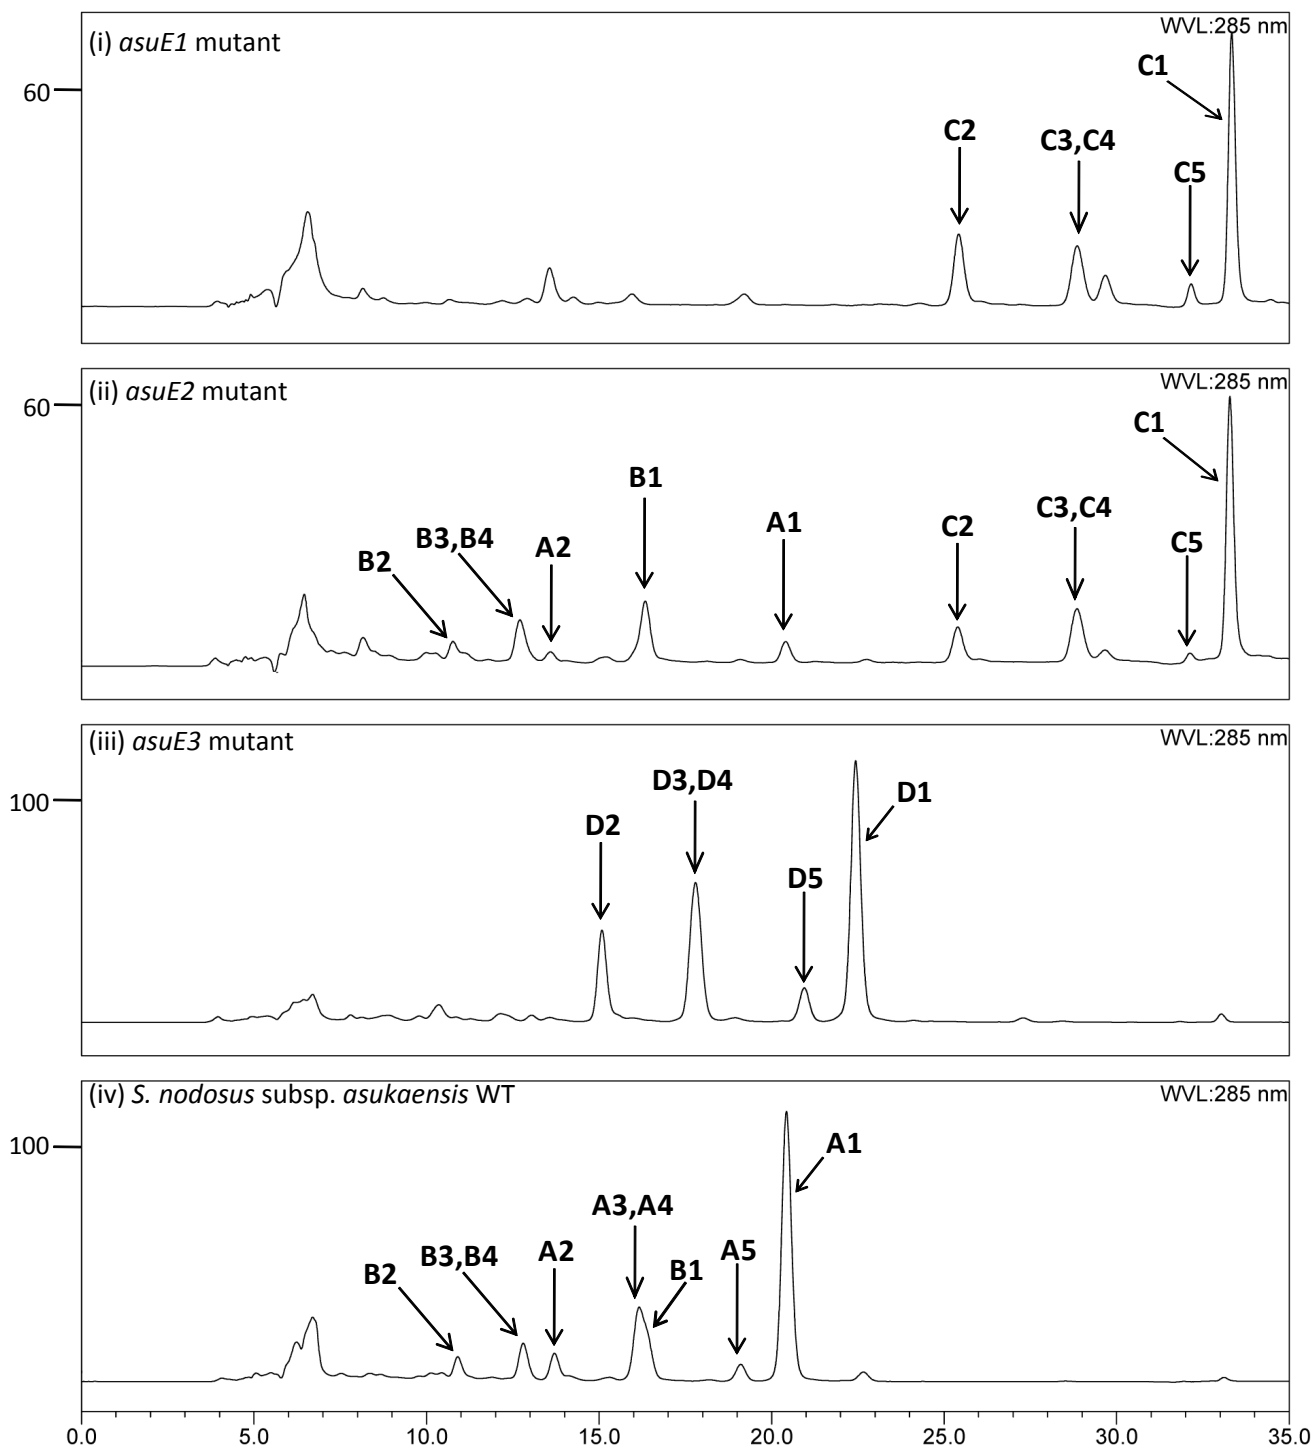 (i) asuE1 mutant
WVL:285 nm
60
C1
C2
C3,C4
C5
(ii) asuE2 mutant
WVL:285 nm
60
C1
B1
A1
C3,C4
C2
B3,B4
A2
C5
B2
(iii) asuE3 mutant
WVL:285 nm
100
D3,D4
D1
D2
D5
(iv) S. nodosus subsp. asukaensis WT
WVL:285 nm
100
A1
A3,A4
B3,B4
A2
A5
B2
B1
0.0 5.0 10.0 15.0 20.0 25.0 30.0 35.0